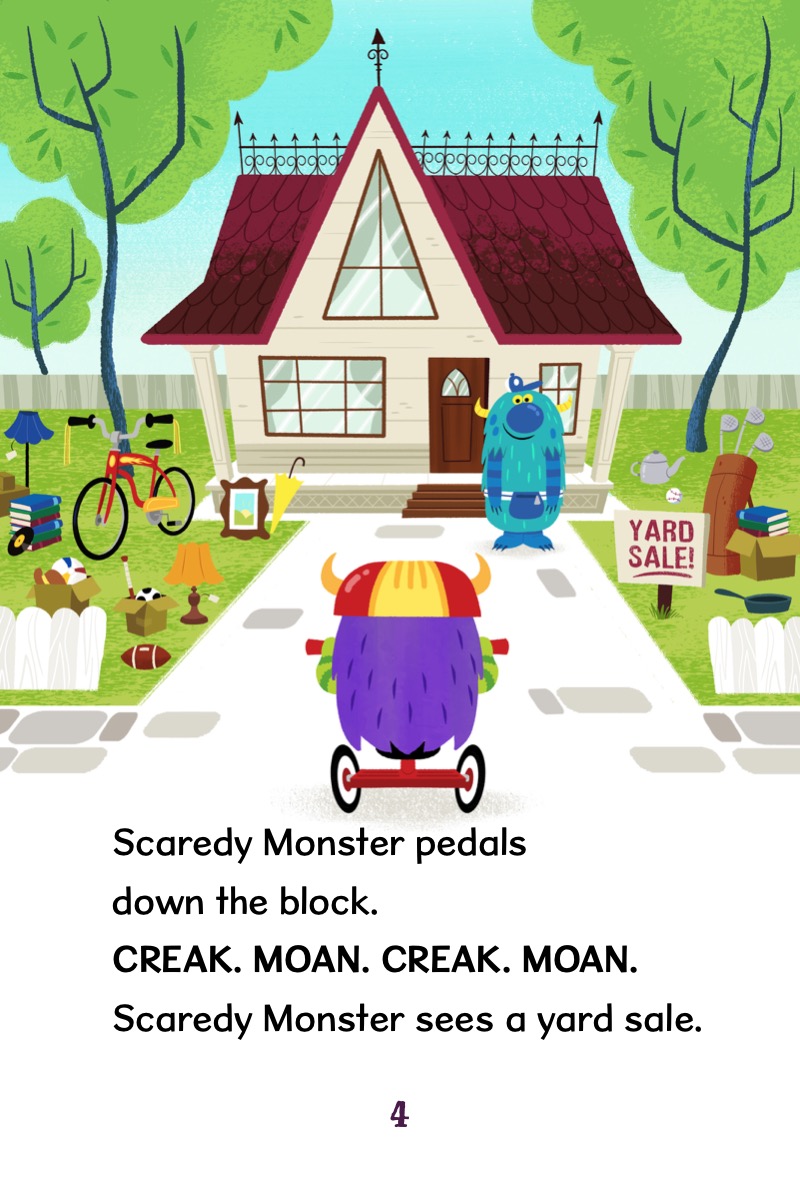 YARD
SALE!
Scaredy Monster pedals
down the block.
CREAK. MOAN. CREAK. MOAN.
Scaredy Monster sees a yard sale.
4